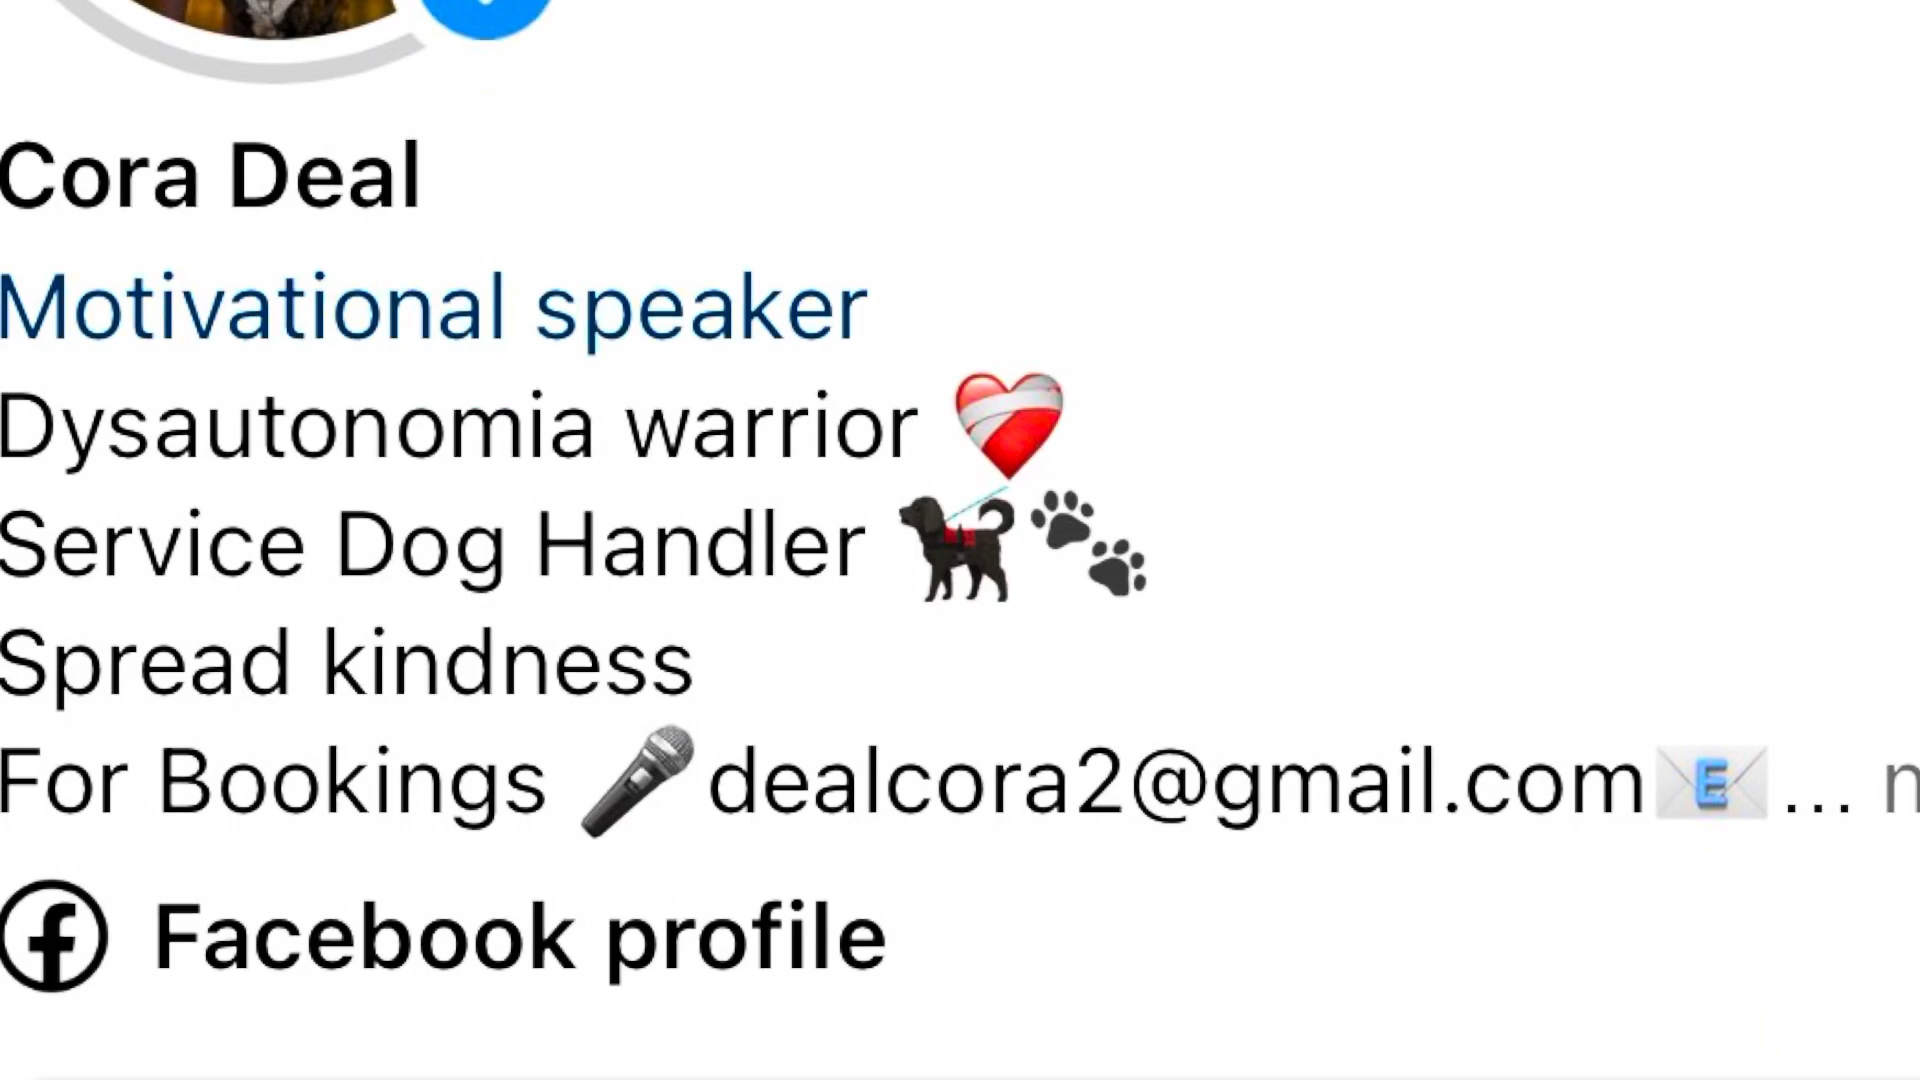 Cora Deal
Motivational speaker
Dysautonomia warrior ❤️‍🩹
Service Dog Handler 🐕‍🦺🐾
Spread kindness
For Bookings 🎤dealcora2@gmail.com📧...
Facebook profile